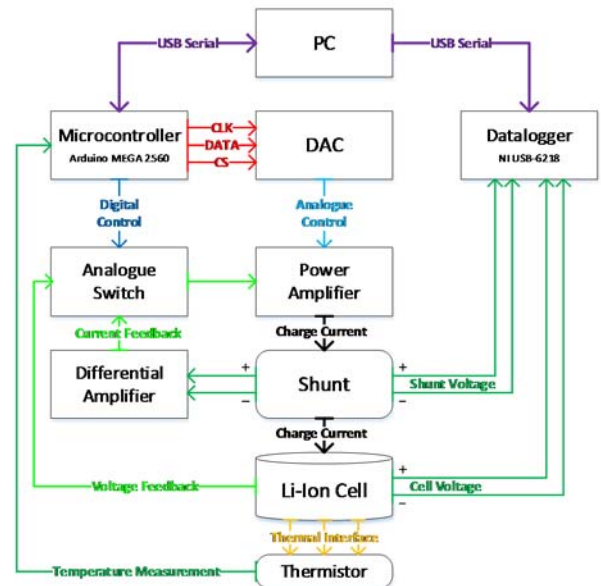 USB Serial
PC
USB Serial
Microcontroller
Arduino MEGA 2560
CLK
DATA
CS
DAC
Datalogger
NI USB-6218
Digital
Control
Analogue
Control
Analogue
Switch
Power
Amplifier
Current Feedback
Charge Current
Differential
Amplifier
+
−
Shunt
+
−
Shunt Voltage
Charge Current
Voltage Feedback
Li-Ion Cell
+
−
Cell Voltage
Thermal Interface
Temperature Measurement
Thermistor